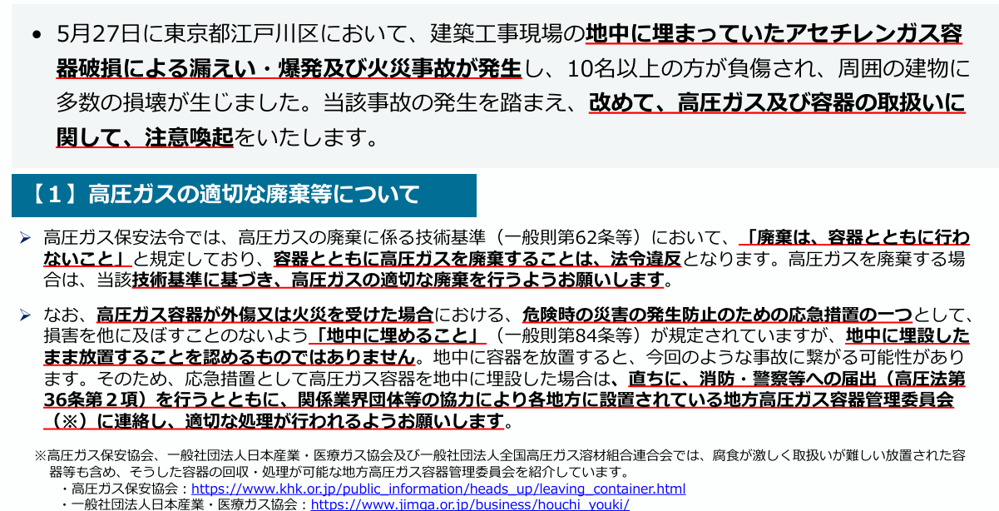 • 5月27日に東京都江戸川区において、建築工事現場の地中に埋まっていたアセチレンガス容
器破損による漏えい・爆発及び火災事故が発生し、10名以上の方が負傷され、周囲の建物に
多数の損壊が生じました。当該事故の発生を踏まえ、改めて、高圧ガス及び容器の取扱いに
関して、注意喚起をいたします。
【１】高圧ガスの適切な廃棄等について
➢ 高圧ガス保安法令では、高圧ガスの廃棄に係る技術基準（一般則第62条等）において、「廃棄は、容器とともに行わ
ないこと」と規定しており、容器とともに高圧ガスを廃棄することは、法令違反となります。高圧ガスを廃棄する場
合は、当該技術基準に基づき、高圧ガスの適切な廃棄を行うようお願いします。
➢ なお、高圧ガス容器が外傷又は火災を受けた場合における、危険時の災害の発生防止のための応急措置の一つとして、
損害を他に及ぼすことのないよう「地中に埋めること」（一般則第84条等）が規定されていますが、地中に埋設した
まま放置することを認めるものではありません。地中に容器を放置すると、今回のような事故に繋がる可能性があり
ます。そのため、応急措置として高圧ガス容器を地中に埋設した場合は、直ちに、消防・警察等への届出（高圧法第
36条第２項）を行うとともに、関係業界団体等の協力により各地方に設置されている地方高圧ガス容器管理委員会
（※）に連絡し、適切な処理が行われるようお願いします。
※高圧ガス保安協会、一般社団法人日本産業・医療ガス協会及び一般社団法人全国高圧ガス溶材組合連合会では、腐食が激しく取扱いが難しい放置された容
器等も含め、そうした容器の回収・処理が可能な地方高圧ガス容器管理委員会を紹介しています。
・高圧ガス保安協会：https://www.khk.or.jp/public_information/heads_up/leaving_container.html
・一般社団法人日本産業・医療ガス協会：https://www.jimga.or.jp/business/houchi_youki/